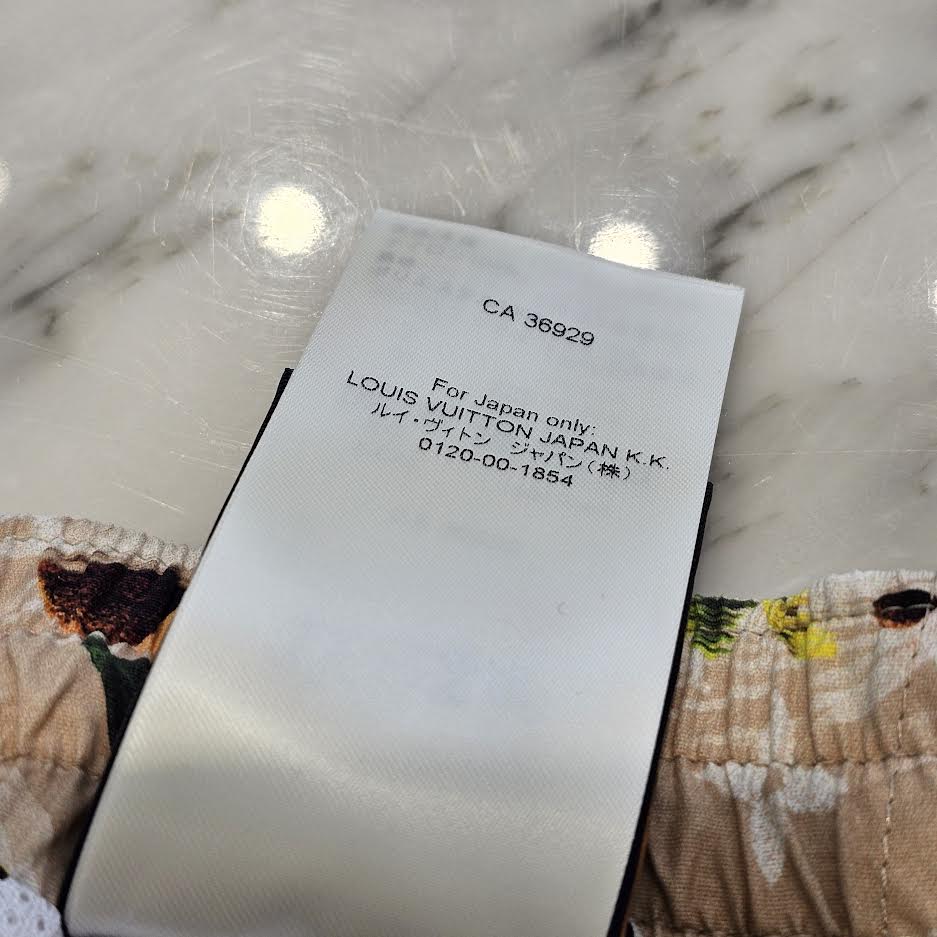 CA 36929
For Japan only:
LOUIS VUITTON JAPAN K.K.
ルイ・ヴィトン ジャパン(株)
0120-00-1854